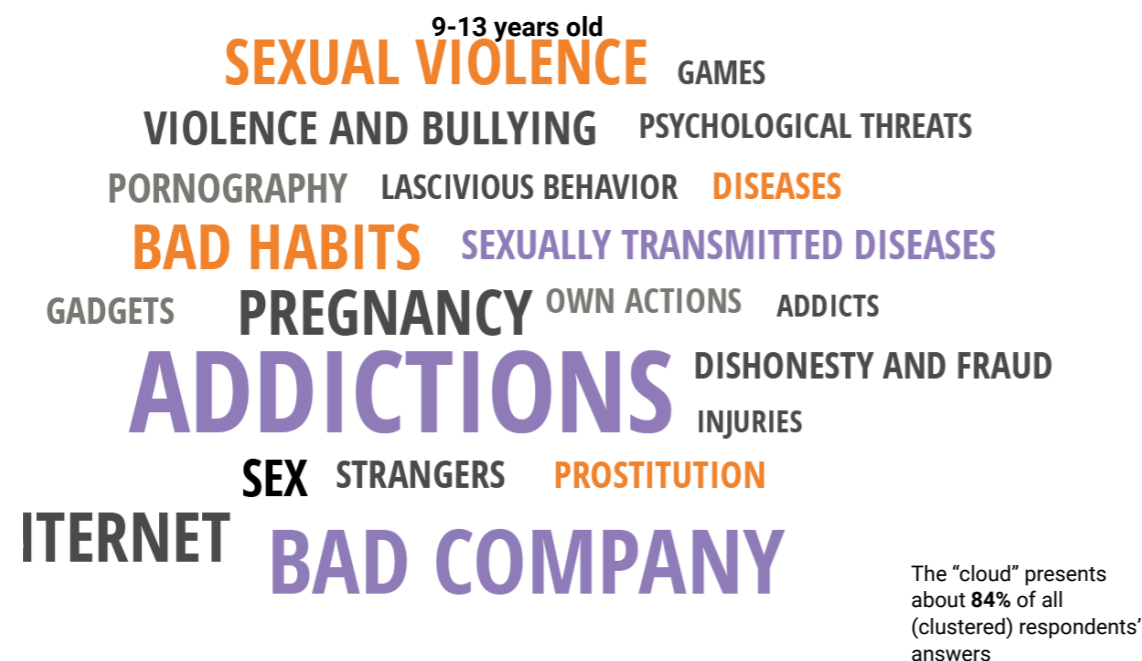 9-13 years old
SEXUAL VIOLENCE GAMES
VIOLENCE AND BULLYING PSYCHOLOGICAL THREATS
PORNOGRAPHY LASCIVIOUS BEHAVIOR DISEASES
BAD HABITS SEXUALLY TRANSMITTED DISEASES
GADGETS PREGNANCY OWN ACTIONS ADDICTS
ADDICTIONS DISHONESTY AND FRAUD
INJURIES
SEX STRANGERS PROSTITUTION
ITERNET BAD COMPANY
The “cloud” presents
about 84% of all
(clustered) respondents’
answers